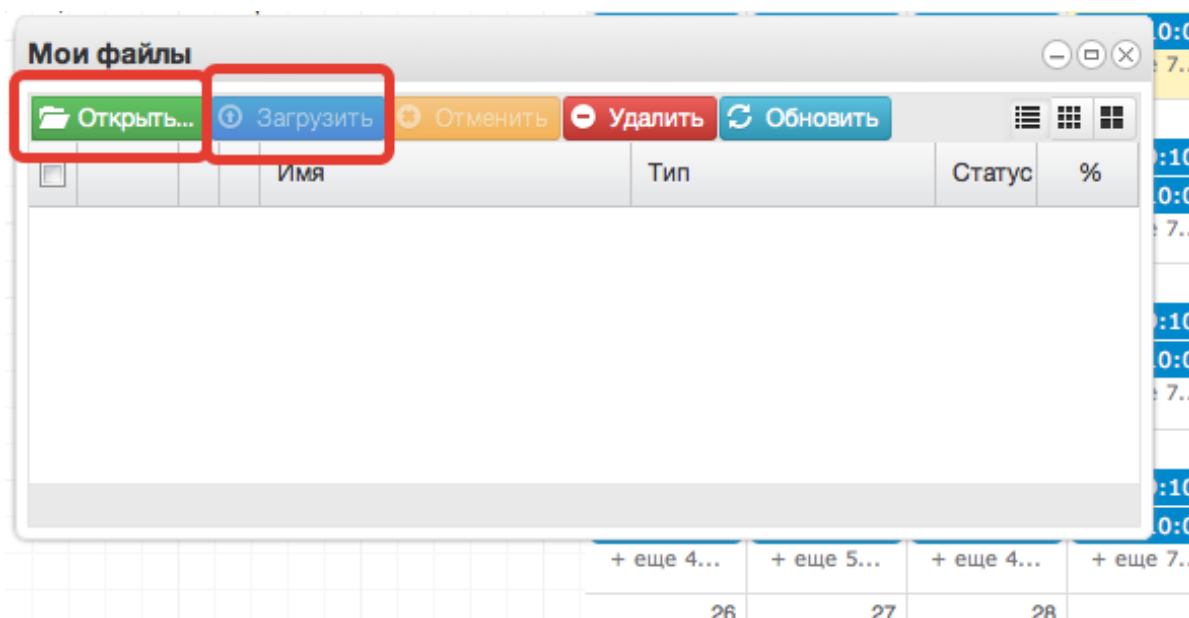 Мои файлы
Открыть... Загрузить Отменить Удалить Обновить
Имя Тип Статус %
+ еще 4... + еще 5... + еще 4... + еще 7.
26 27 28